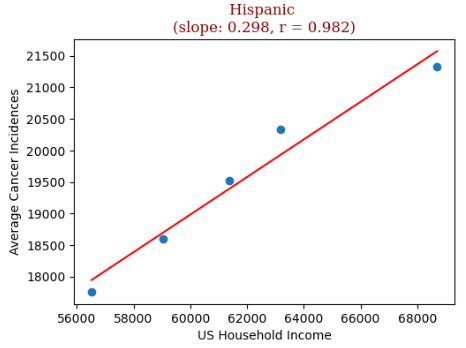 Hispanic
(slope: 0.298, r = 0.982)
21500
21000
20500
20000
19500
19000
18500
18000
Average Cancer Incidences
56000 58000 60000 62000 64000 66000 68000
US Household Income